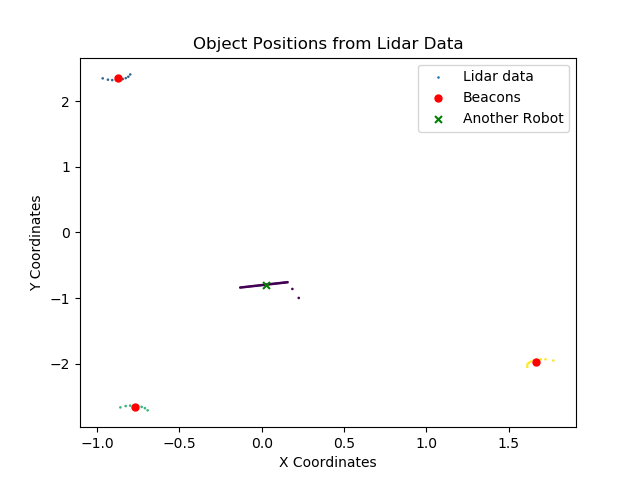 Object Positions from Lidar Data
Lidar data
Beacons
Another Robot
Y Coordinates
2
1
0
−1
−2
−1.0
−0.5
0.0
0.5
1.0
1.5
X Coordinates